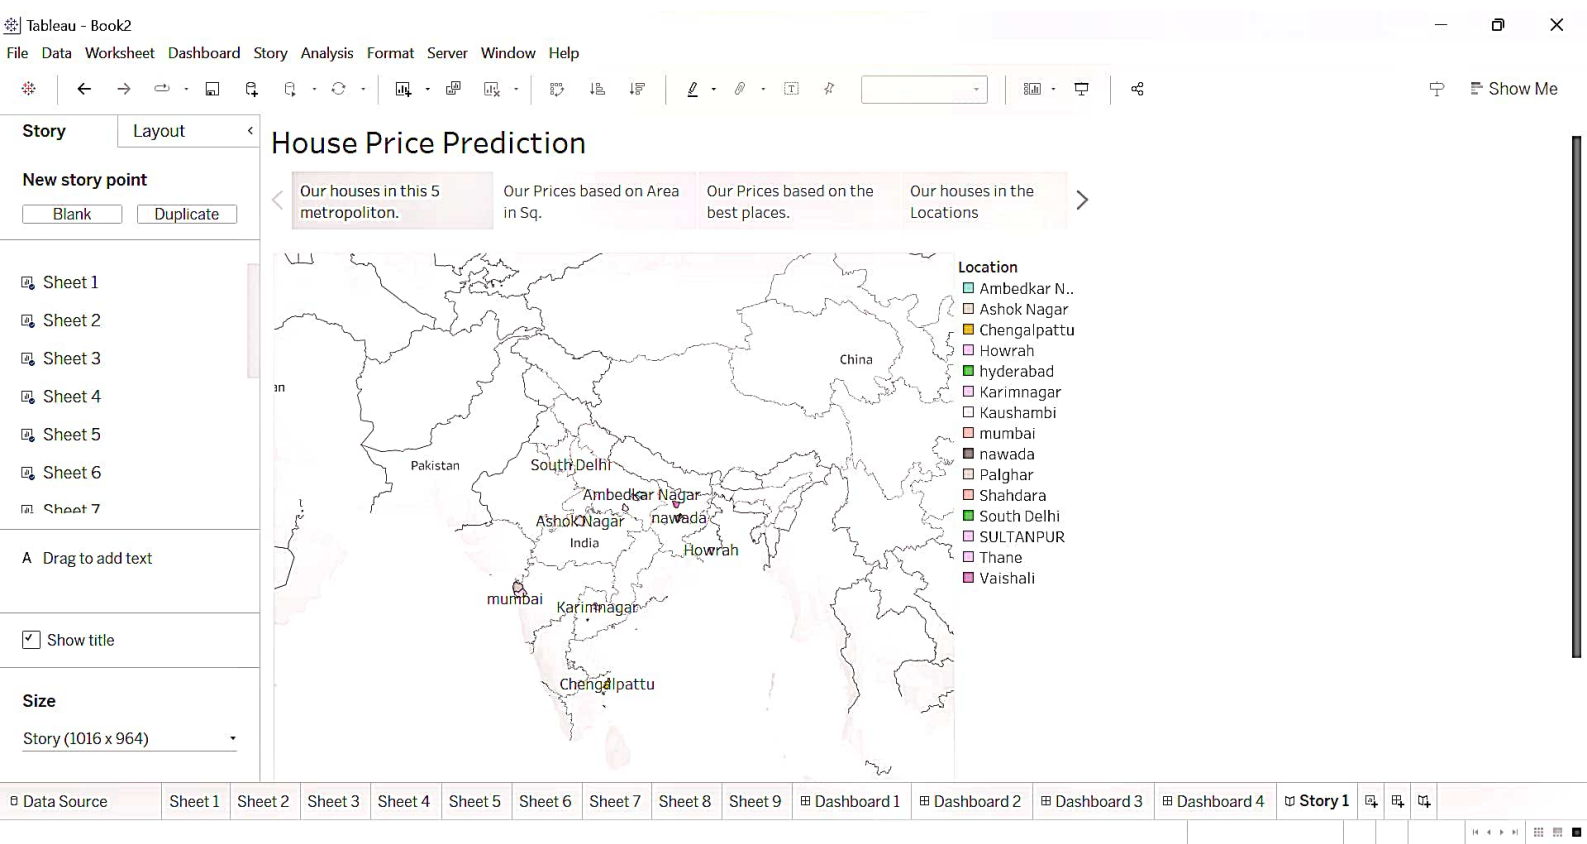 Tableau - Book2
File Data Worksheet Dashboard Story Analysis Format Server Window Help
Show Me
Story Layout
New story point
Blank Duplicate
Sheet 1
Sheet 2
Sheet 3
Sheet 4
Sheet 5
Sheet 6
Sheet 7
A Drag to add text
Show title
Size
Story (1016 x 964)
House Price Prediction
Our houses in this 5
metropoliton.
Our Prices based on Area
in Sq.
Our Prices based on the
best places.
Our houses in the
Locations
China
an
Pakistan
South Delhi
Ambedkar Nagar
Ashok Nagar
nawada
India
Howrah
mumbai
Karimnagar
Chengalpattu
Location
Ambedkar N..
Ashok Nagar
Chengalpattu
Howrah
hyderabad
Karimnagar
Kaushambi
mumbai
nawada
Palghar
Shahdara
South Delhi
SULTANPUR
Thane
Vaishali
Data Source Sheet 1 Sheet 2 Sheet 3 Sheet 4 Sheet 5 Sheet 6 Sheet 7 Sheet 8 Sheet 9 Dashboard 1 Dashboard 2 Dashboard 3 Dashboard 4 Story 1